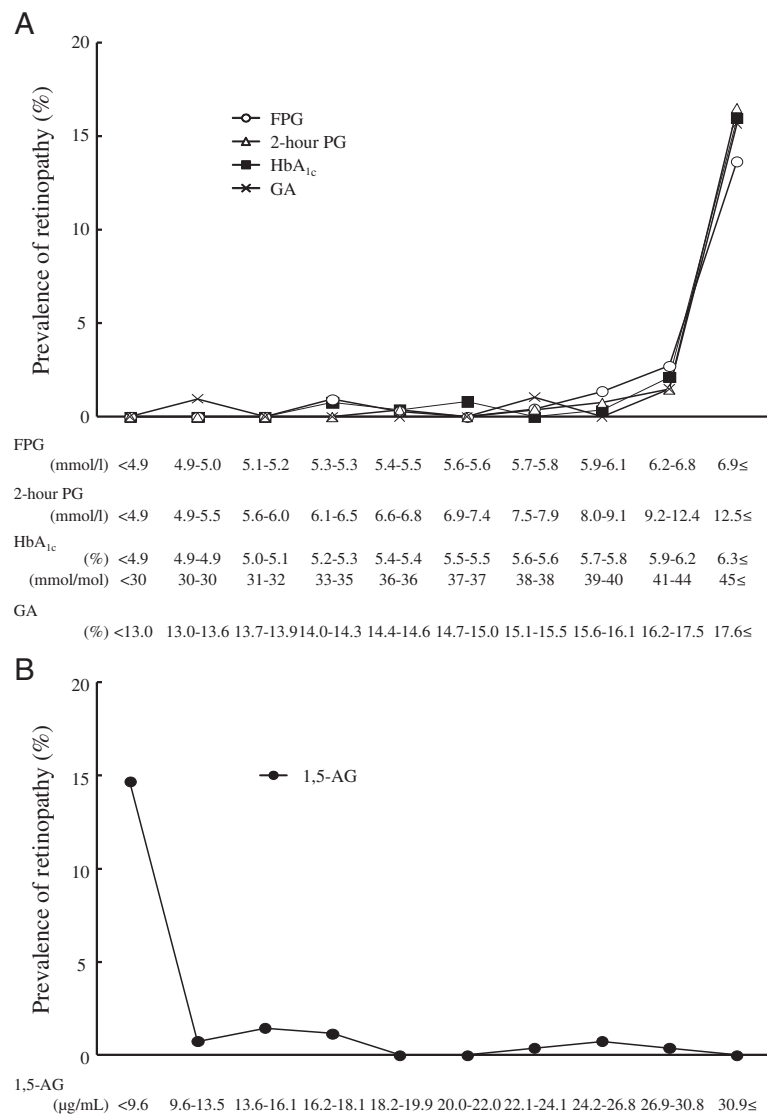 A
20
15
10
5
0
Prevalence of retinopathy (%)
FPG
2-hour PG
HbA1c
GA
FPG
(mmol/l) <4.9 4.9-5.0 5.1-5.2 5.3-5.3 5.4-5.5 5.6-5.6 5.7-5.8 5.9-6.1 6.2-6.8 6.9≤
2-hour PG
(mmol/l) <4.9 4.9-5.5 5.6-6.0 6.1-6.5 6.6-6.8 6.9-7.4 7.5-7.9 8.0-9.1 9.2-12.4 12.5≤
HbA1c
(%) <4.9 4.9-4.9 5.0-5.1 5.2-5.3 5.4-5.4 5.5-5.5 5.6-5.6 5.7-5.8 5.9-6.2 6.3≤
(mmol/mol) <30 30-30 31-32 33-35 36-36 37-37 38-38 39-40 41-44 45≤
GA
(%) <13.0 13.0-13.6 13.7-13.9 14.0-14.3 14.4-14.6 14.7-15.0 15.1-15.5 15.6-16.1 16.2-17.5 17.6≤
B
20
15
10
5
0
Prevalence of retinopathy (%)
1,5-AG
1,5-AG
(µg/mL) <9.6 9.6-13.5 13.6-16.1 16.2-18.1 18.2-19.9 20.0-22.0 22.1-24.1 24.2-26.8 26.9-30.8 30.9≤